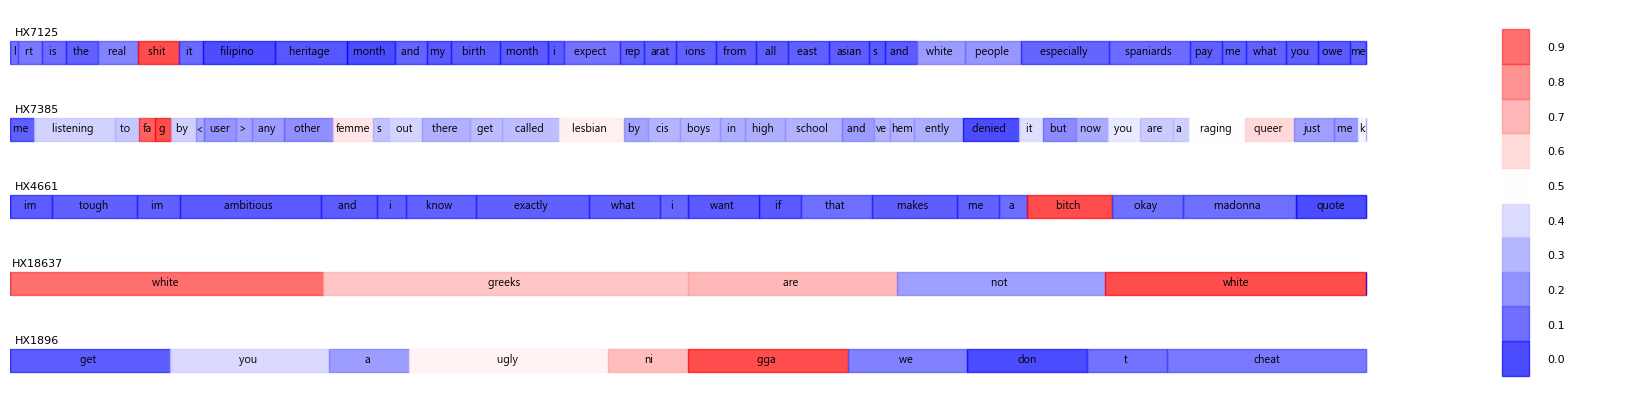 HX7125
l rt is the real shit it filipino heritage month and my birth month i expect rep arat ions from all east asian s and white people especially spaniards pay me what you owe me
HX7385
me listening to fa g by < user > any other femme s out there get called lesbian by cis boys in high school and ve hem ently denied it but now you are a raging queer just me k
HX4661
im tough im ambitious and i know exactly what i want if that makes me a bitch okay madonna quote
HX18637
white greeks are not white
HX1896
get you a ugly ni gga we don t cheat
0.9
0.8
0.7
0.6
0.5
0.4
0.3
0.2
0.1
0.0